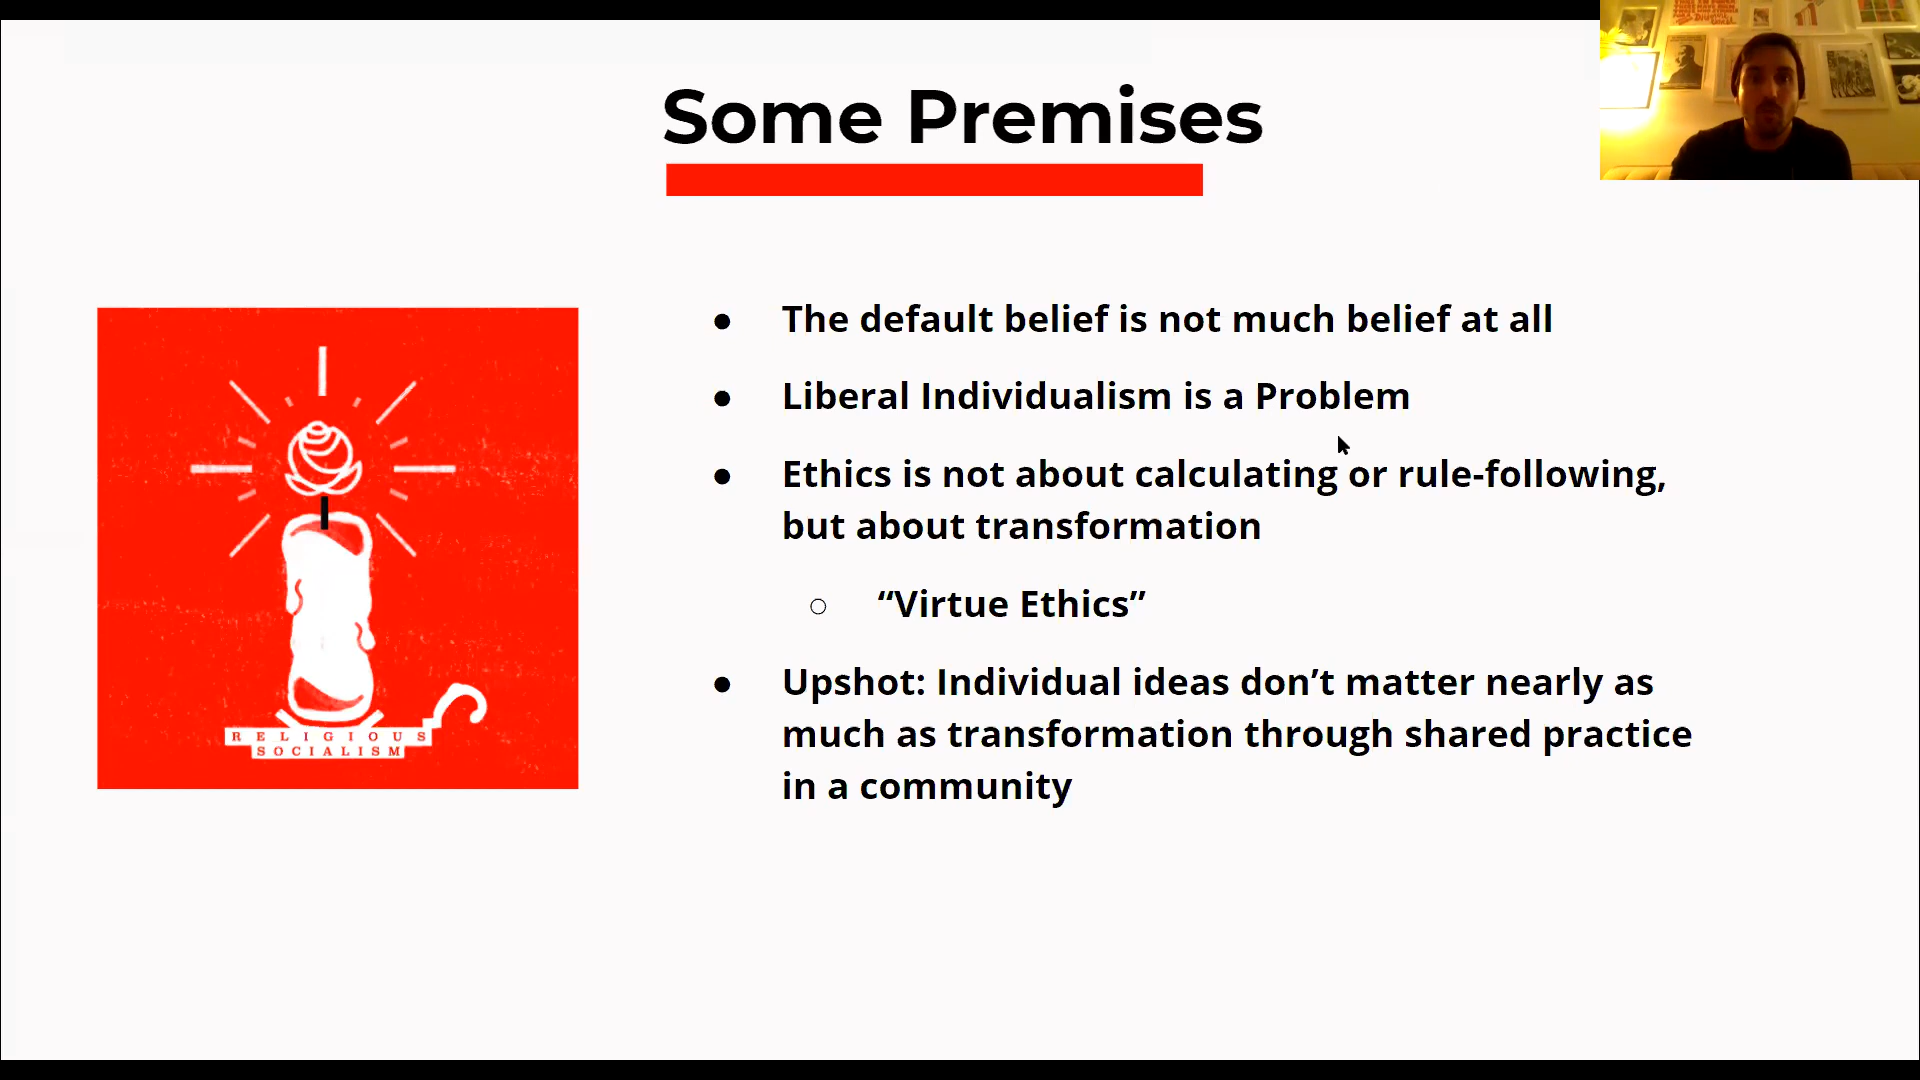 Some Premises
● The default belief is not much belief at all
● Liberal Individualism is a Problem
● Ethics is not about calculating or rule-following,
but about transformation
○ “Virtue Ethics”
● Upshot: Individual ideas don’t matter nearly as
much as transformation through shared practice
in a community
RELIGIOUS
SOCIALISM